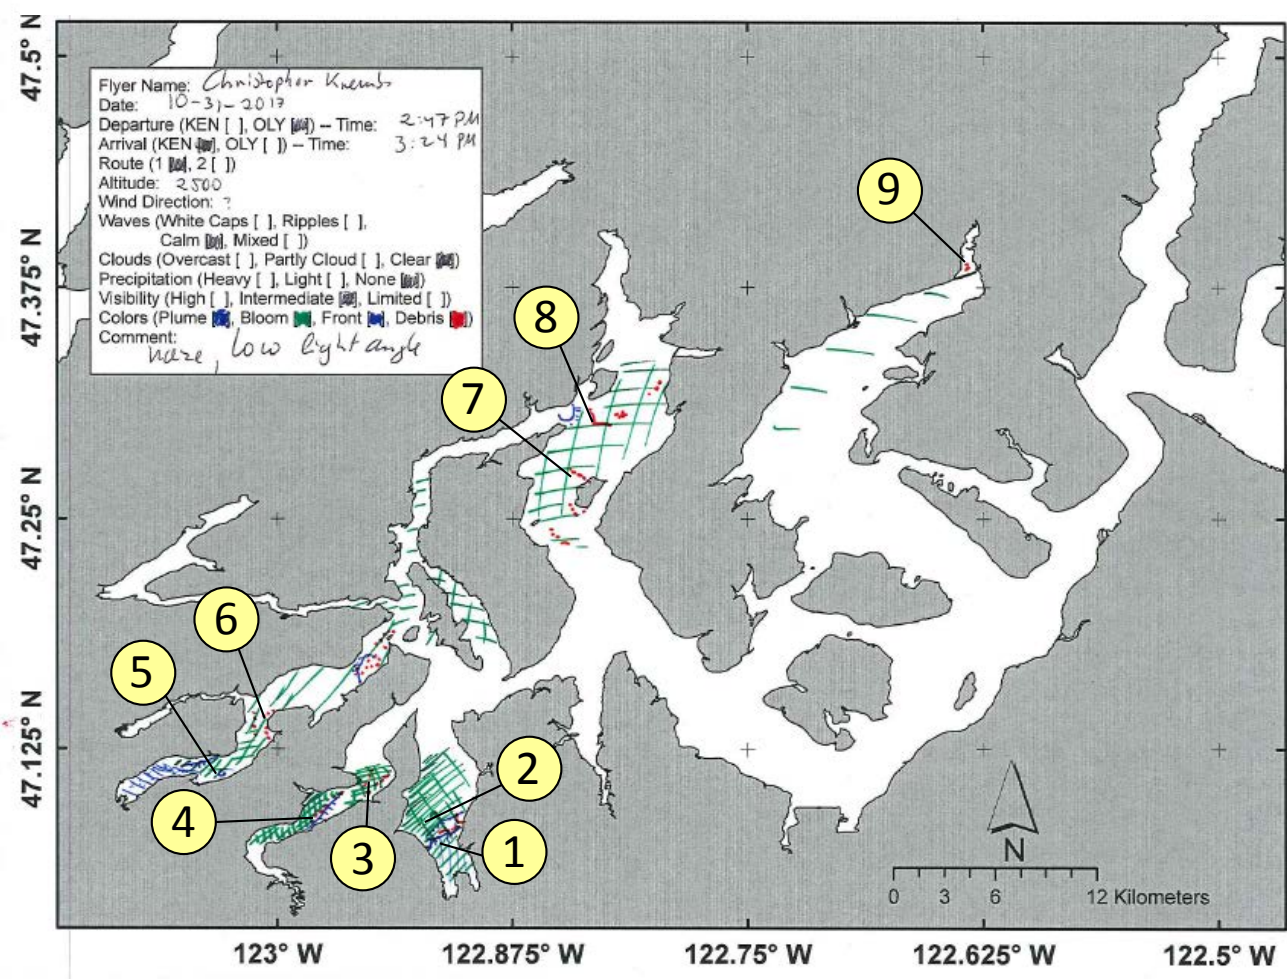 Flyer Name: Christopher Krembs
Date: 10-31-2017
Departure (KEN [ ], OLY [ ]) -- Time: 2:47 PM
Arrival (KEN [ ], OLY [ ]) -- Time: 3:24 PM
Route (1 [ ], 2 [ ])
Altitude: 2500
Wind Direction: ?
Waves (White Caps [ ], Ripples [ ],
Calm [ ], Mixed [ ])
Clouds (Overcast [ ], Partly Cloud [ ], Clear [ ])
Precipitation (Heavy [ ], Light [ ], None [ ])
Visibility (High [ ], Intermediate [ ], Limited [ ])
Colors (Plume [ ], Bloom [ ], Front [ ], Debris [ ])
Comment:
haze, low light angle
47.5° N
47.375° N
47.25° N
47.125° N
9
8
7
6
5
2
4
3
1
N
0 3 6 12 Kilometers
123° W 122.875° W 122.75° W 122.625° W 122.5° W